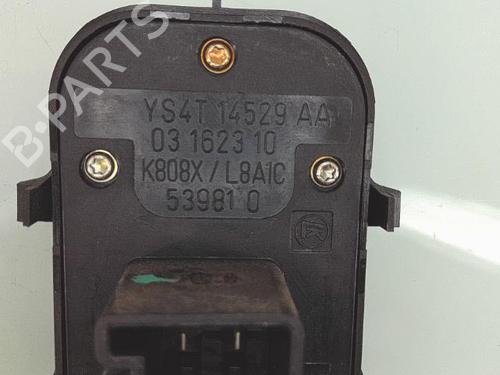 B-PARTS
YS4T 14529 AA
03 1623 10
K808X / L8A1C
53981 0